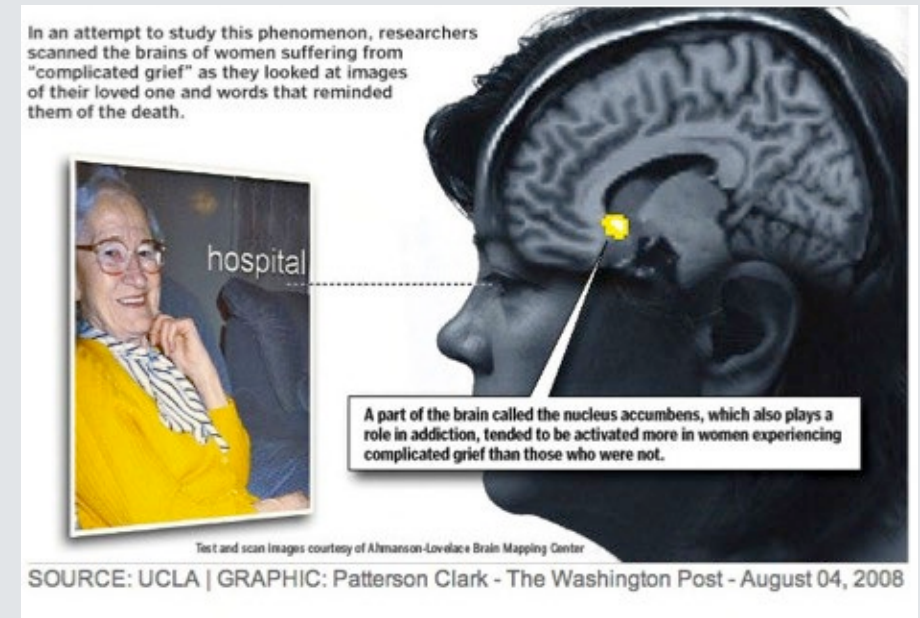 In an attempt to study this phenomenon, researchers
scanned the brains of women suffering from
“complicated grief” as they looked at images
of their loved one and words that reminded
them of the death.
hospital
A part of the brain called the nucleus accumbens, which also plays a
role in addiction, tended to be activated more in women experiencing
complicated grief than those who were not.
Test and scan images courtesy of Ahmanson-Lovelace Brain Mapping Center
SOURCE: UCLA | GRAPHIC: Patterson Clark - The Washington Post - August 04, 2008